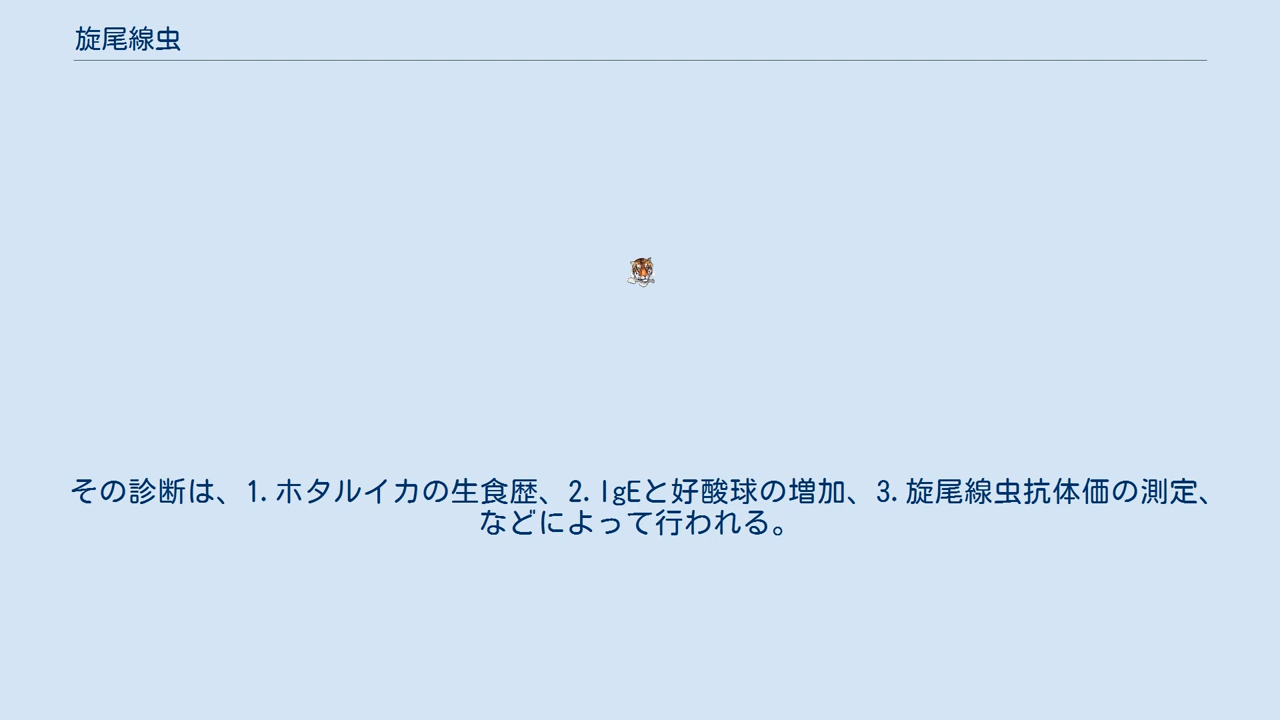 旋尾線虫
その診断は、1.ホタルイカの生食歴、2.IgEと好酸球の増加、3.旋尾線虫抗体価の測定、
などによって行われる。